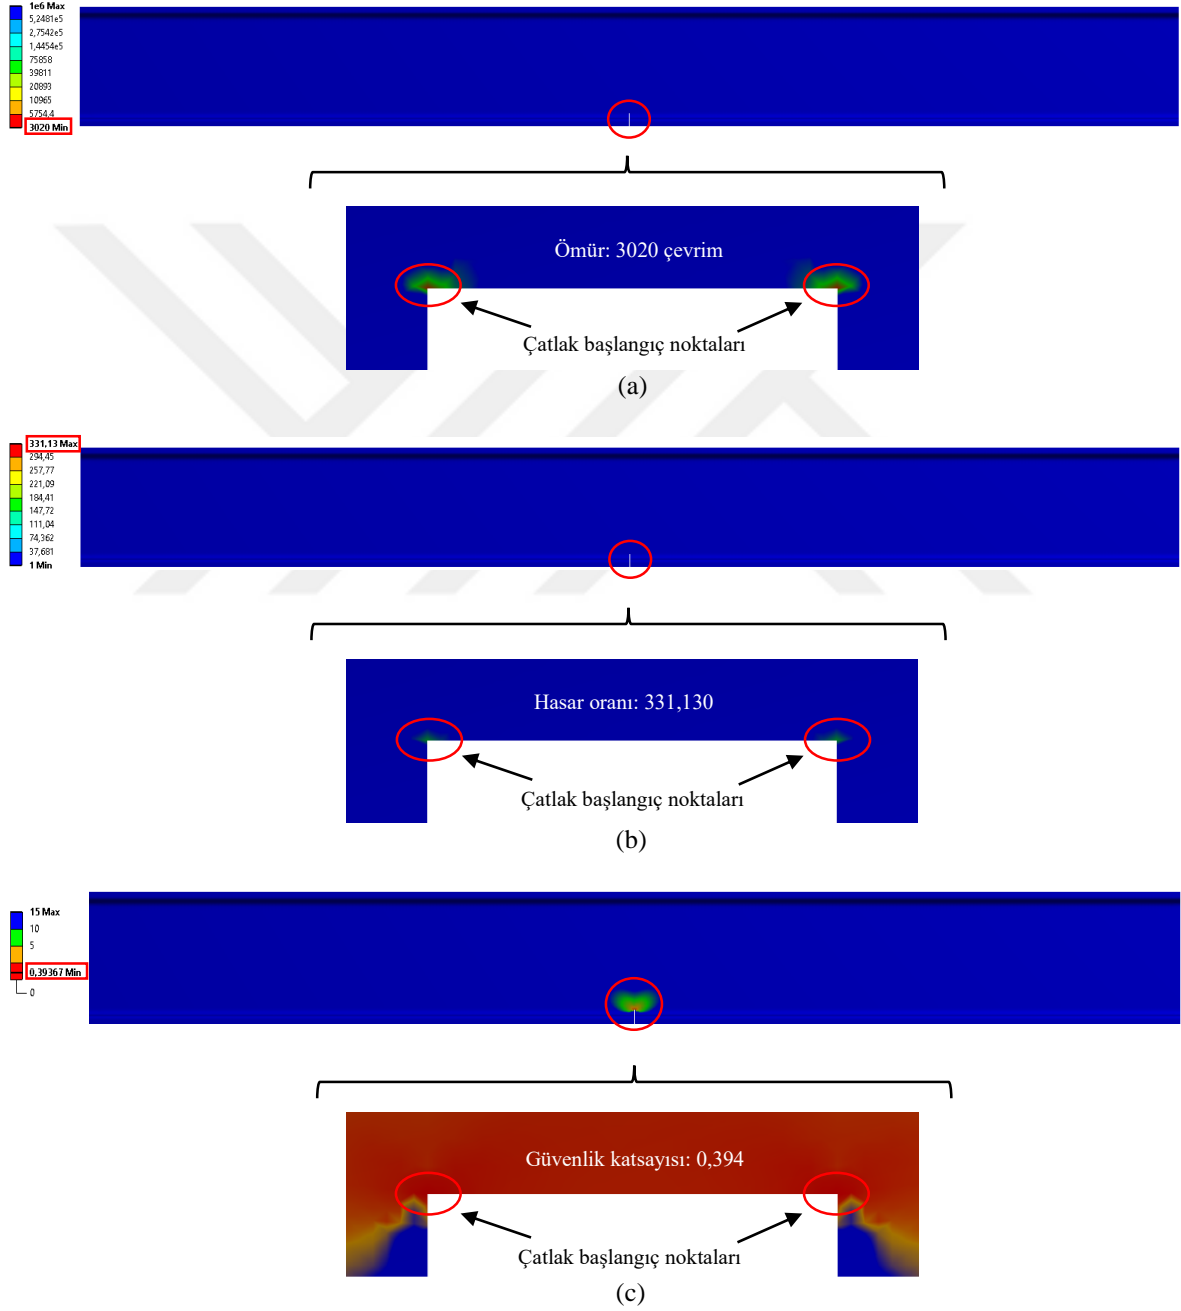 1e6 Max
5,2481e5
2,7542e5
1,4454e5
75858
39811
20893
10965
5754,4
3020 Min
Ömür: 3020 çevrim
Çatlak başlangıç noktaları
(a)
331,13 Max
294,45
257,77
221,09
184,41
147,72
111,04
74,362
37,681
1 Min
Hasar oranı: 331,130
Çatlak başlangıç noktaları
(b)
15 Max
10
5
0,39367 Min
0
Güvenlik katsayısı: 0,394
Çatlak başlangıç noktaları
(c)